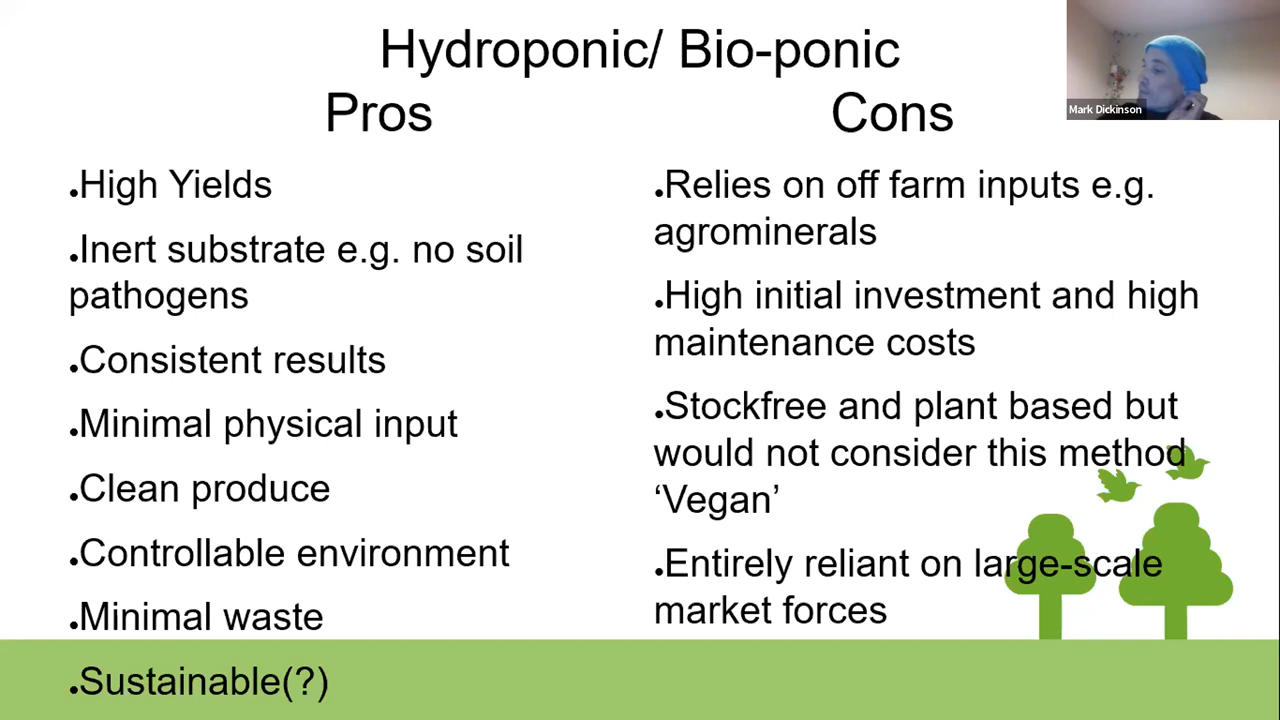 Hydroponic/ Bio-ponic
Pros
●High Yields
●Inert substrate e.g. no soil
pathogens
●Consistent results
●Minimal physical input
●Clean produce
●Controllable environment
●Minimal waste
●Sustainable(?)
Cons
●Relies on off farm inputs e.g.
agrominerals
●High initial investment and high
maintenance costs
●Stockfree and plant based but
would not consider this method
‘Vegan’
●Entirely reliant on large-scale
market forces
Mark Dickinson